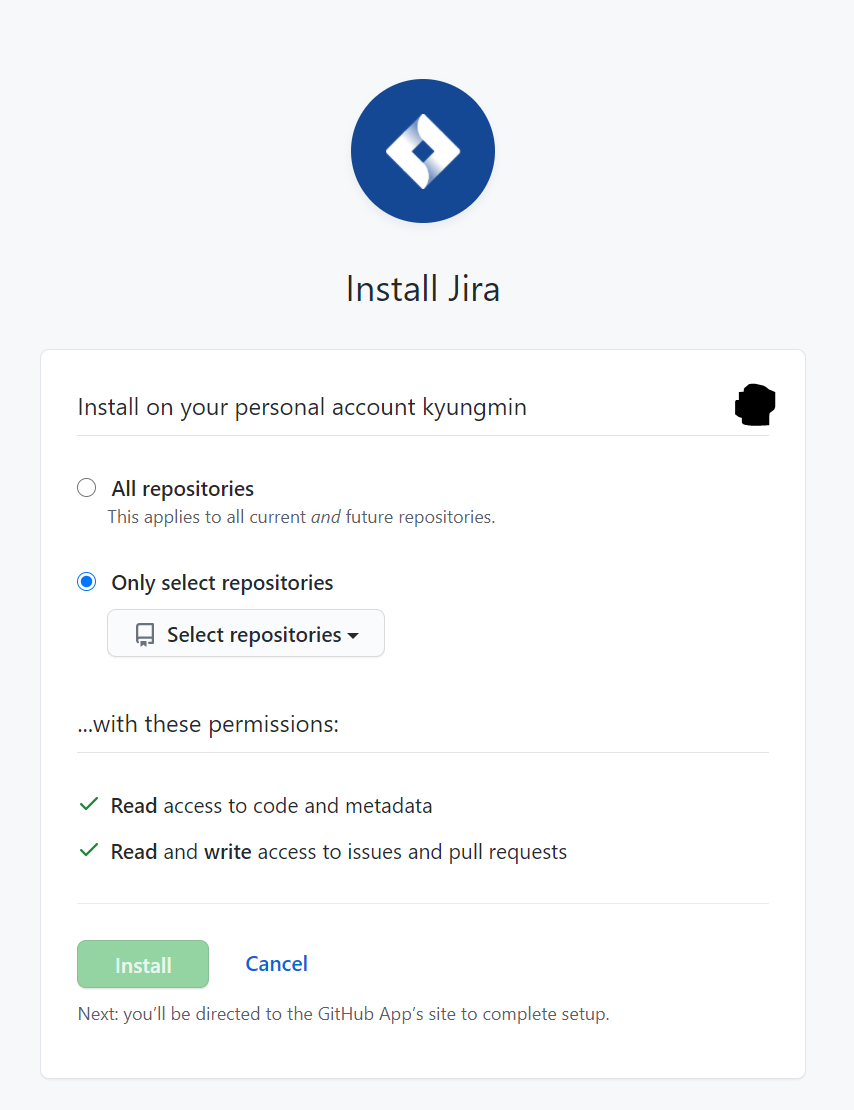 Install Jira
Install on your personal account kyungmin
All repositories
This applies to all current and future repositories.
Only select repositories
Select repositories
...with these permissions:
Read access to code and metadata
Read and write access to issues and pull requests
Install
Cancel
Next: you'll be directed to the GitHub App's site to complete setup.